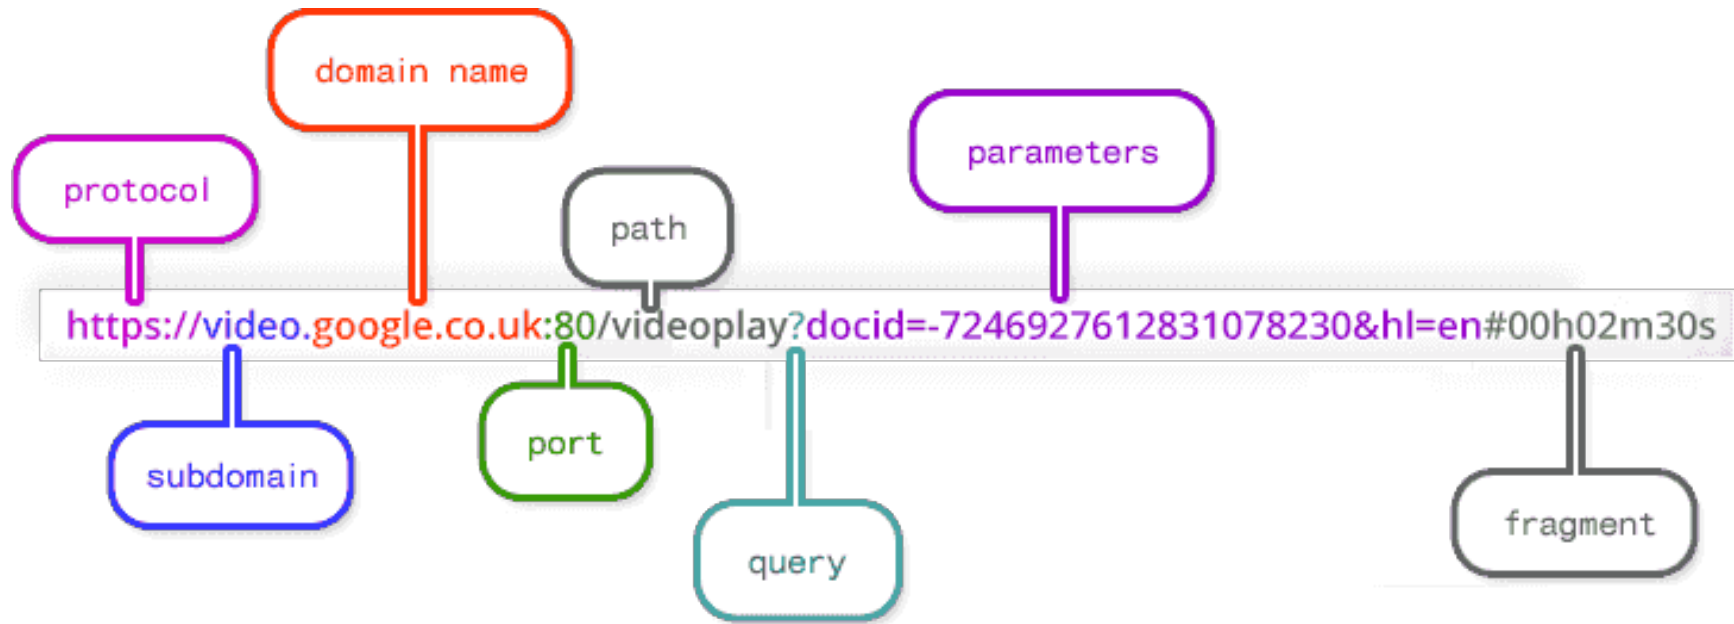 domain name
parameters
protocol
path
https://video.google.co.uk:80/videoplay?docid=-7246927612831078230&hl=en#00h02m30s
port
subdomain
fragment
query